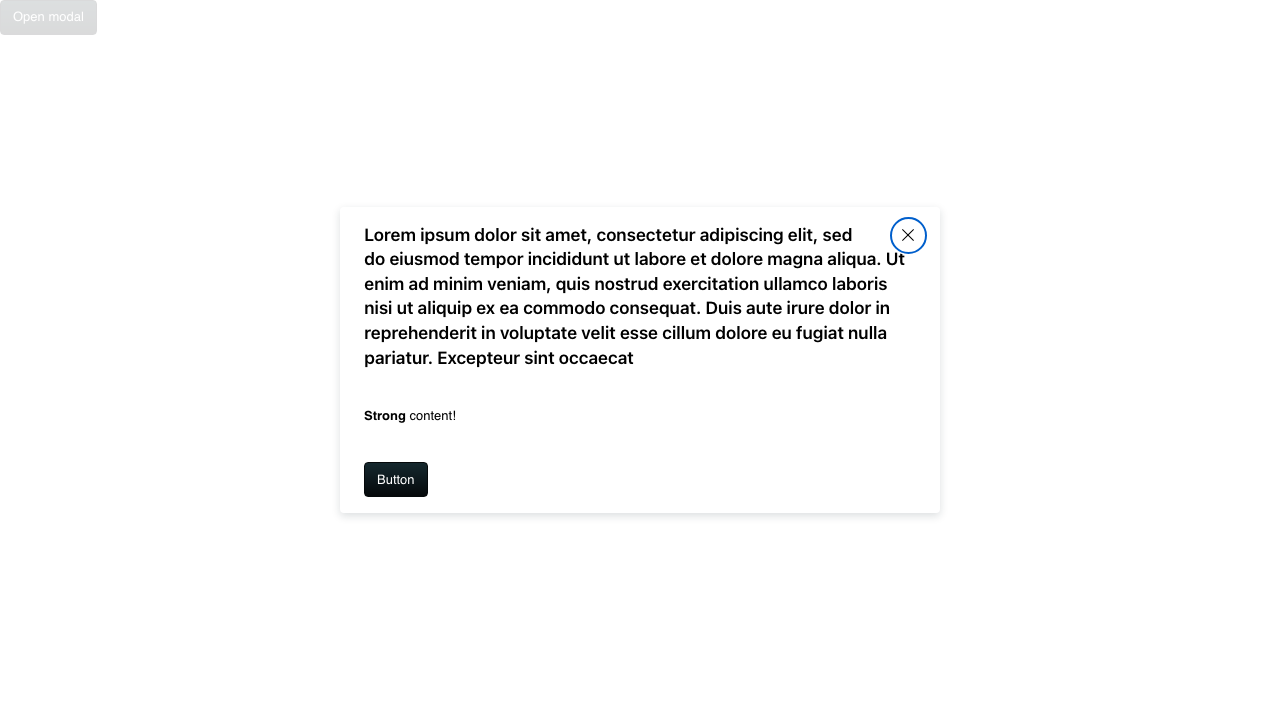 Open modal
Lorem ipsum dolor sit amet, consectetur adipiscing elit, sed
do eiusmod tempor incididunt ut labore et dolore magna aliqua. Ut
enim ad minim veniam, quis nostrud exercitation ullamco laboris
nisi ut aliquip ex ea commodo consequat. Duis aute irure dolor in
reprehenderit in voluptate velit esse cillum dolore eu fugiat nulla
pariatur. Excepteur sint occaecat
Strong content!
Button